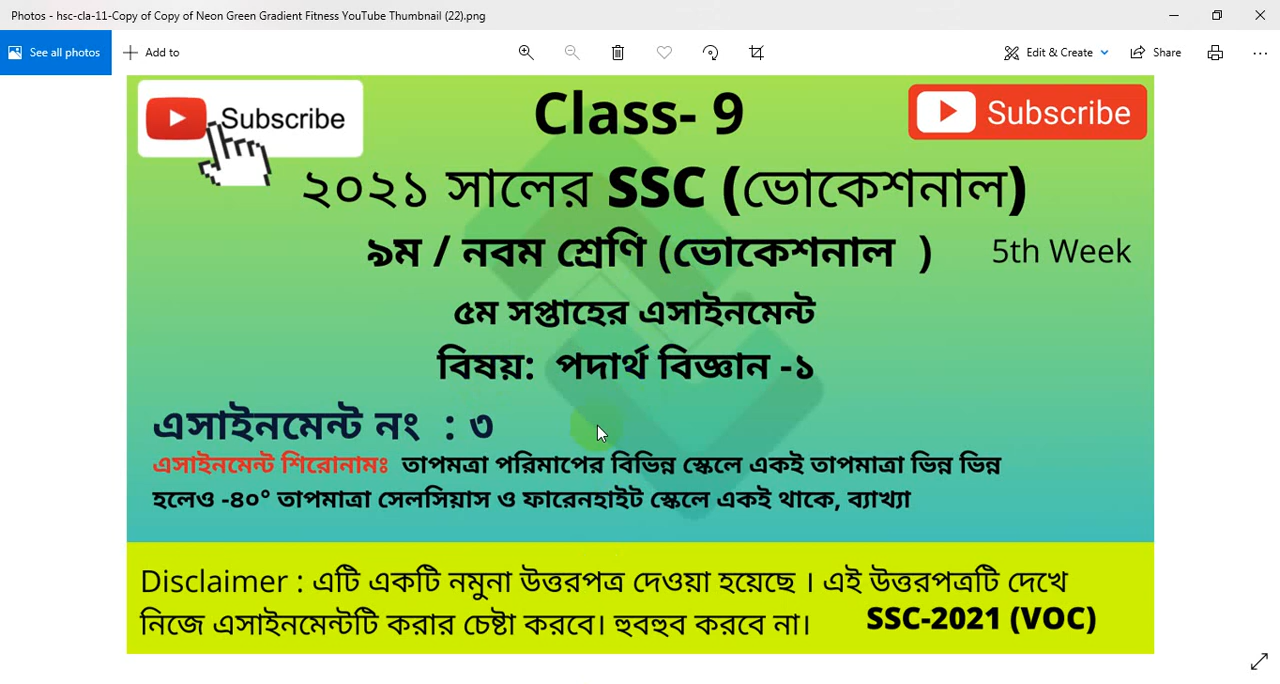 Photos - hsc-cla-11-Copy of Copy of Neon Green Gradient Fitness YouTube Thumbnail (22).png
See all photos
Add to
Edit & Create
Share
Subscribe
Class- 9
Subscribe
২০২১ সালের SSC (ভোকেশনাল)
৯ম / নবম শ্রেণি (ভোকেশনাল )
5th Week
৫ম সপ্তাহের এসাইনমেন্ট
বিষয়: পদার্থ বিজ্ঞান -১
এসাইনমেন্ট নং : ৩
এসাইনমেন্ট শিরোনামঃ তাপমত্রা পরিমাপের বিভিন্ন স্কেলে একই তাপমাত্রা ভিন্ন ভিন্ন
হলেও -৪০° তাপমাত্রা সেলসিয়াস ও ফারেনহাইট স্কেলে একই থাকে, ব্যাখ্যা
Disclaimer : এটি একটি নমুনা উত্তরপত্র দেওয়া হয়েছে । এই উত্তরপত্রটি দেখে
নিজে এসাইনমেন্টটি করার চেষ্টা করবে। হুবহুব করবে না।
SSC-2021 (VOC)